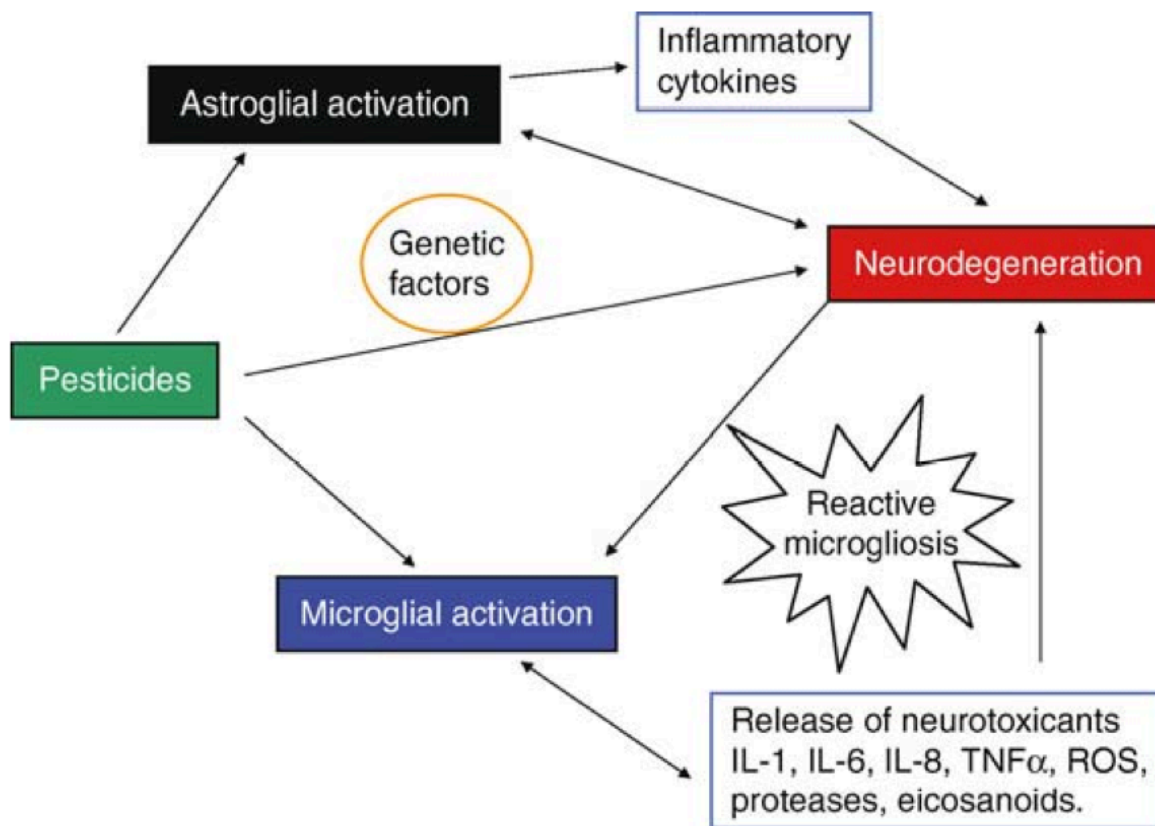 Inflammatory
cytokines
Astroglial activation
Genetic
factors
Neurodegeneration
Pesticides
Reactive
microgliosis
Microglial activation
Release of neurotoxicants
IL-1, IL-6, IL-8, TNFα, ROS,
proteases, eicosanoids.